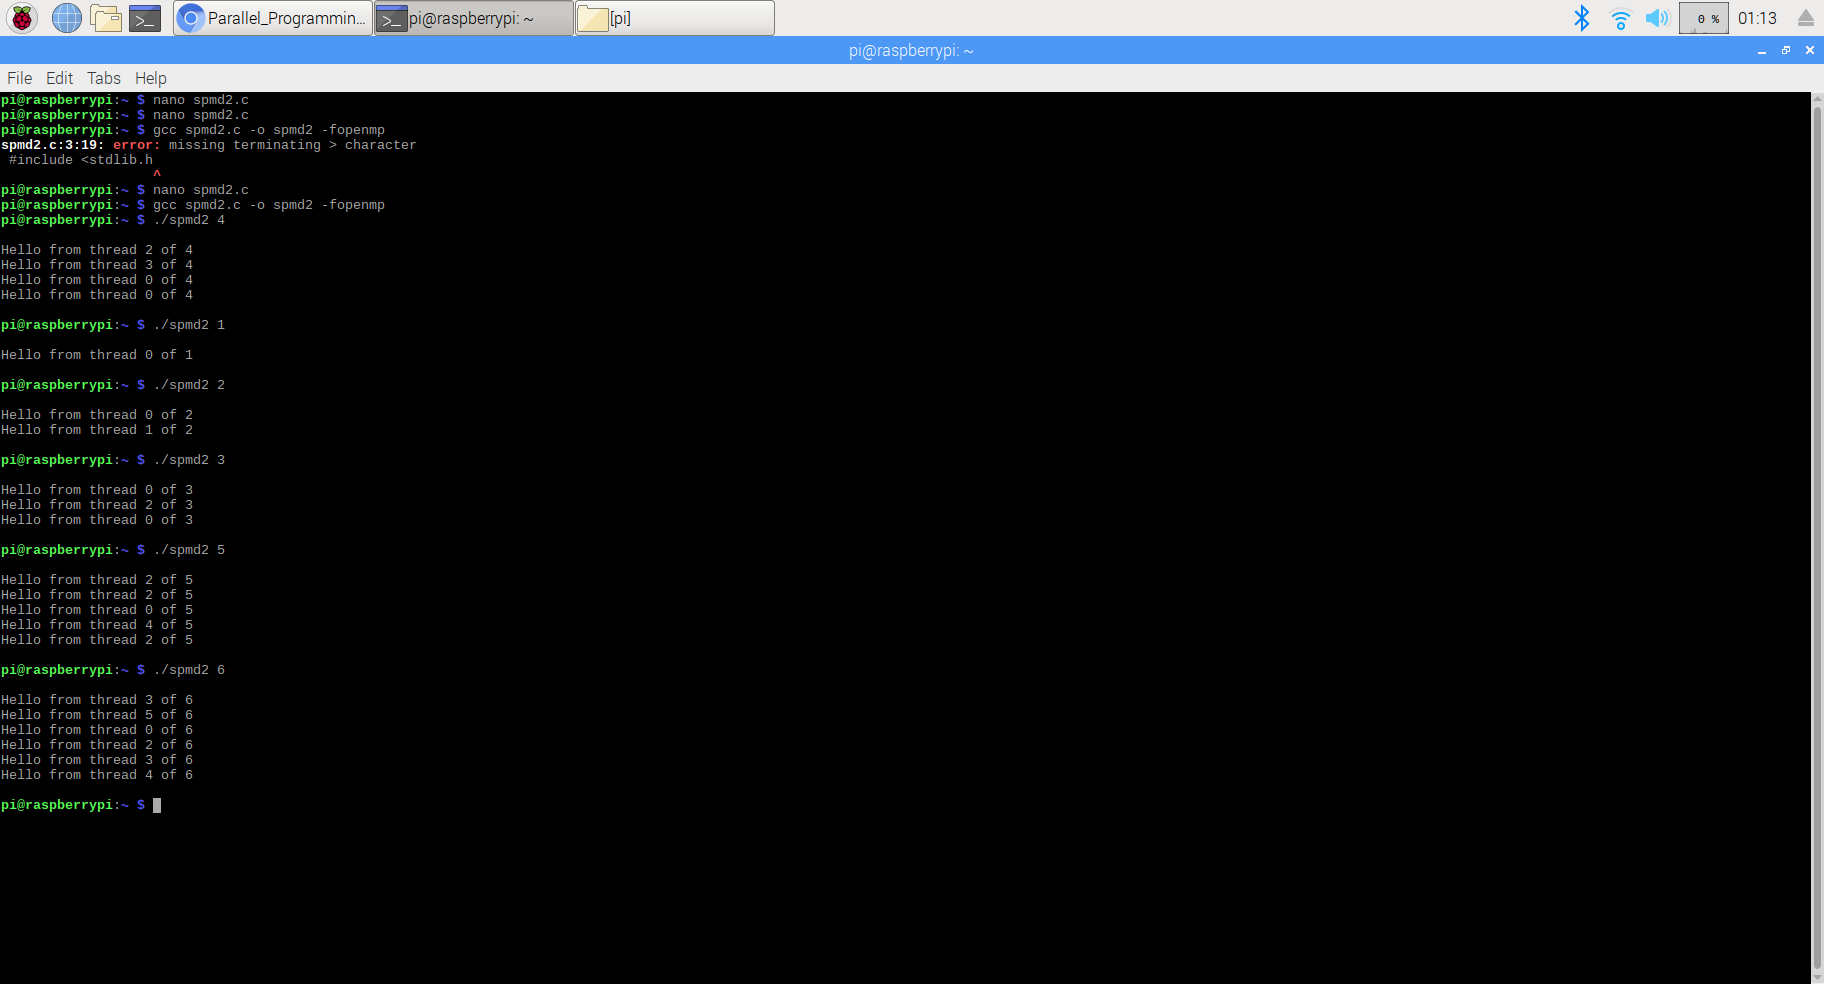 Parallel_Programmin... pi@raspberrypi: ~ [pi] 0 % 01:13
pi@raspberrypi: ~
File Edit Tabs Help
pi@raspberrypi:~ $ nano spmd2.c
pi@raspberrypi:~ $ nano spmd2.c
pi@raspberrypi:~ $ gcc spmd2.c -o spmd2 -fopenmp
spmd2.c:3:19: error: missing terminating > character
 #include <stdlib.h
^
pi@raspberrypi:~ $ nano spmd2.c
pi@raspberrypi:~ $ gcc spmd2.c -o spmd2 -fopenmp
pi@raspberrypi:~ $ ./spmd2 4
Hello from thread 2 of 4
Hello from thread 3 of 4
Hello from thread 0 of 4
Hello from thread 0 of 4
pi@raspberrypi:~ $ ./spmd2 1
Hello from thread 0 of 1
pi@raspberrypi:~ $ ./spmd2 2
Hello from thread 0 of 2
Hello from thread 1 of 2
pi@raspberrypi:~ $ ./spmd2 3
Hello from thread 0 of 3
Hello from thread 2 of 3
Hello from thread 0 of 3
pi@raspberrypi:~ $ ./spmd2 5
Hello from thread 2 of 5
Hello from thread 2 of 5
Hello from thread 0 of 5
Hello from thread 4 of 5
Hello from thread 2 of 5
pi@raspberrypi:~ $ ./spmd2 6
Hello from thread 3 of 6
Hello from thread 5 of 6
Hello from thread 0 of 6
Hello from thread 2 of 6
Hello from thread 3 of 6
Hello from thread 4 of 6
pi@raspberrypi:~ $